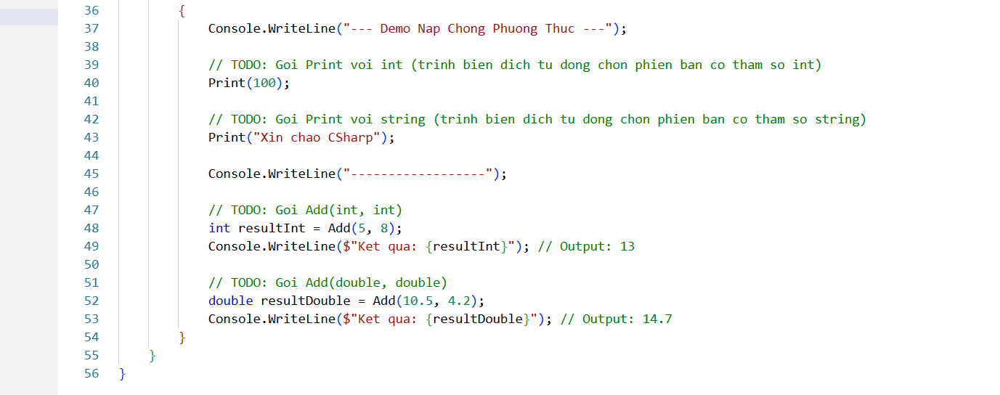 36 {
37 Console.WriteLine("--- Demo Nap Chong Phuong Thuc ---");
38
39 // TODO: Goi Print voi int (trinh bien dich tu dong chon phien ban co tham so int)
40 Print(100);
41
42 // TODO: Goi Print voi string (trinh bien dich tu dong chon phien ban co tham so string)
43 Print("Xin chao CSharp");
44
45 Console.WriteLine("------------------");
46
47 // TODO: Goi Add(int, int)
48 int resultInt = Add(5, 8);
49 Console.WriteLine($"Ket qua: {resultInt}"); // Output: 13
50
51 // TODO: Goi Add(double, double)
52 double resultDouble = Add(10.5, 4.2);
53 Console.WriteLine($"Ket qua: {resultDouble}"); // Output: 14.7
54 }
55 }
56 }